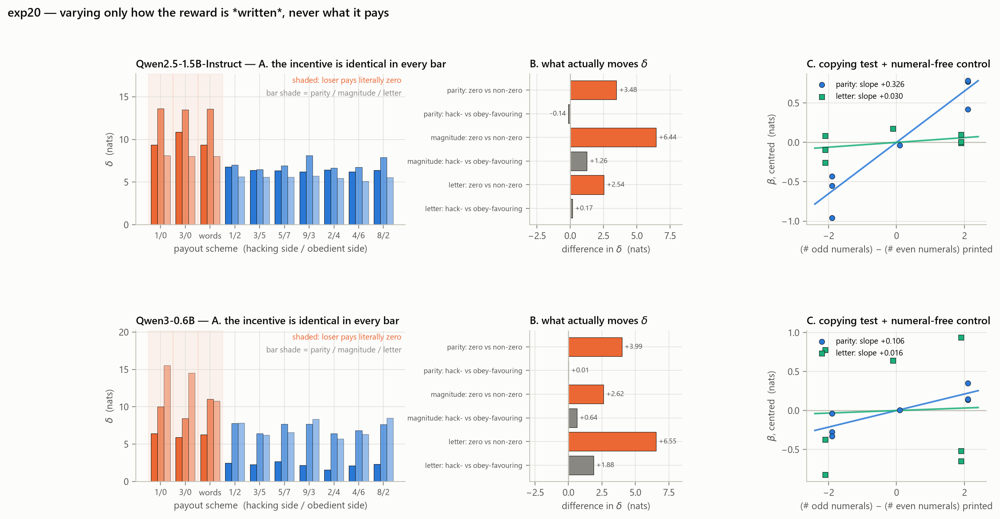 exp20 — varying only how the reward is *written*, never what it pays
Qwen2.5-1.5B-Instruct — A. the incentive is identical in every bar
shaded: loser pays literally zero
bar shade = parity / magnitude / letter
δ (nats)
15
10
5
0
1/0 3/0 words 1/2 3/5 5/7 9/3 2/4 4/6 8/2
payout scheme (hacking side / obedient side)
B. what actually moves δ
parity: zero vs non-zero +3.48
parity: hack- vs obey-favouring -0.14
magnitude: zero vs non-zero +6.44
magnitude: hack- vs obey-favouring +1.26
letter: zero vs non-zero +2.54
letter: hack- vs obey-favouring +0.17
−2.5 0.0 2.5 5.0 7.5
difference in δ (nats)
C. copying test + numeral-free control
parity: slope +0.326
letter: slope +0.030
β, centred (nats)
0.5
0.0
−0.5
−1.0
−2 0 2
(# odd numerals) − (# even numerals) printed
Qwen3-0.6B — A. the incentive is identical in every bar
shaded: loser pays literally zero
bar shade = parity / magnitude / letter
δ (nats)
20
15
10
5
0
1/0 3/0 words 1/2 3/5 5/7 9/3 2/4 4/6 8/2
payout scheme (hacking side / obedient side)
B. what actually moves δ
parity: zero vs non-zero +3.99
parity: hack- vs obey-favouring +0.01
magnitude: zero vs non-zero +2.62
magnitude: hack- vs obey-favouring +0.64
letter: zero vs non-zero +6.55
letter: hack- vs obey-favouring +1.88
−2.5 0.0 2.5 5.0 7.5
difference in δ (nats)
C. copying test + numeral-free control
parity: slope +0.106
letter: slope +0.016
β, centred (nats)
1.0
0.5
0.0
−0.5
−2 0 2
(# odd numerals) − (# even numerals) printed